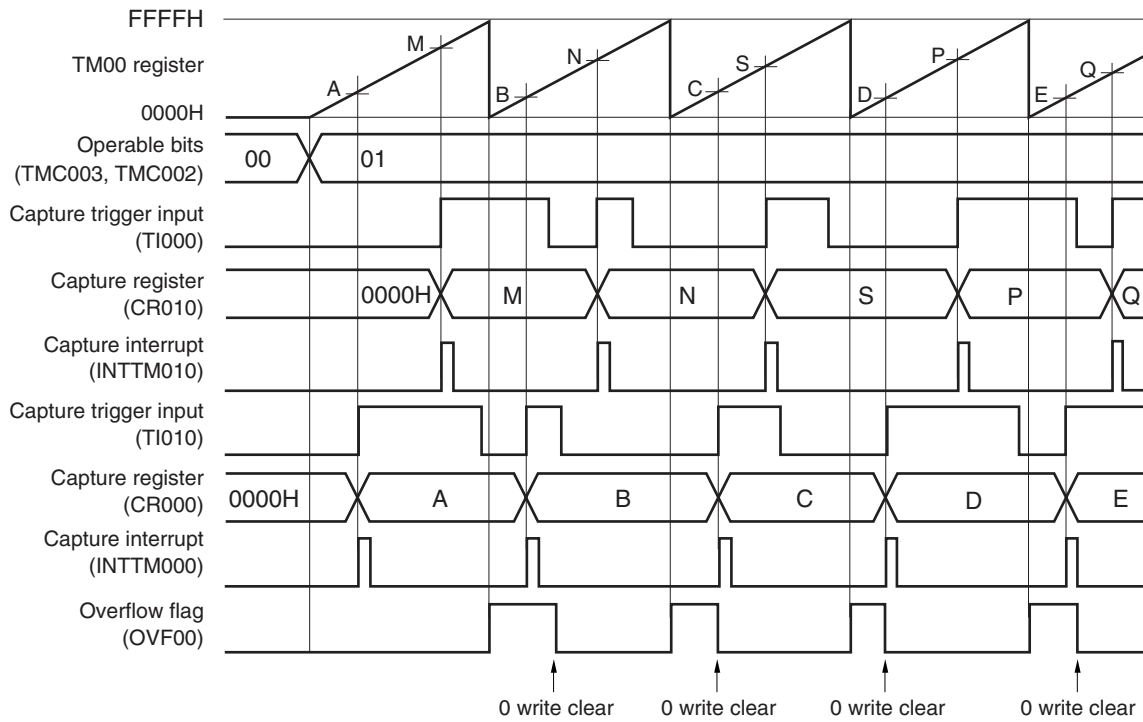 FFFFH
TM00 register
0000H
A M B N C S D P E Q
Operable bits
(TMC003, TMC002)
00 01
Capture trigger input
(TI000)
Capture register
(CR010)
0000H M N S P Q
Capture interrupt
(INTTM010)
Capture trigger input
(TI010)
Capture register
(CR000)
0000H A B C D E
Capture interrupt
(INTTM000)
Overflow flag
(OVF00)
0 write clear 0 write clear 0 write clear 0 write clear